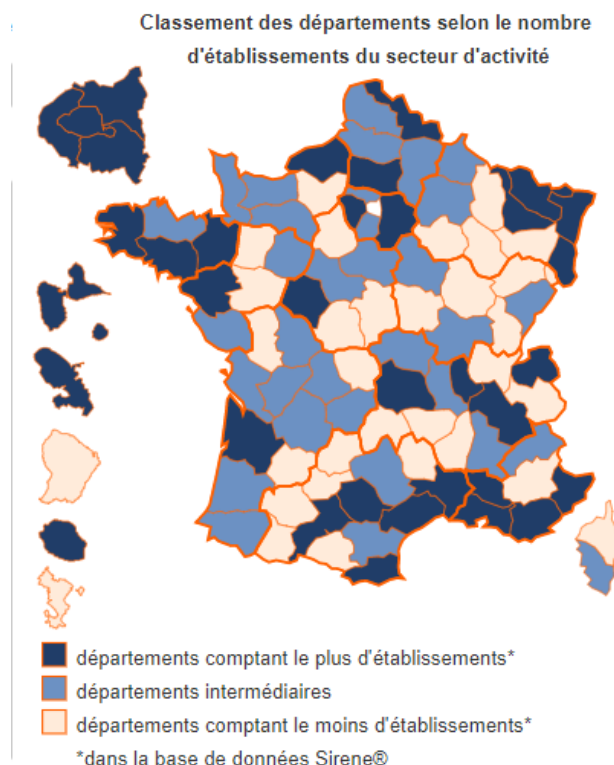 Classement des départements selon le nombre
d'établissements du secteur d'activité
départements comptant le plus d'établissements*
départements intermédiaires
départements comptant le moins d'établissements*
*dans la base de données Sirene®